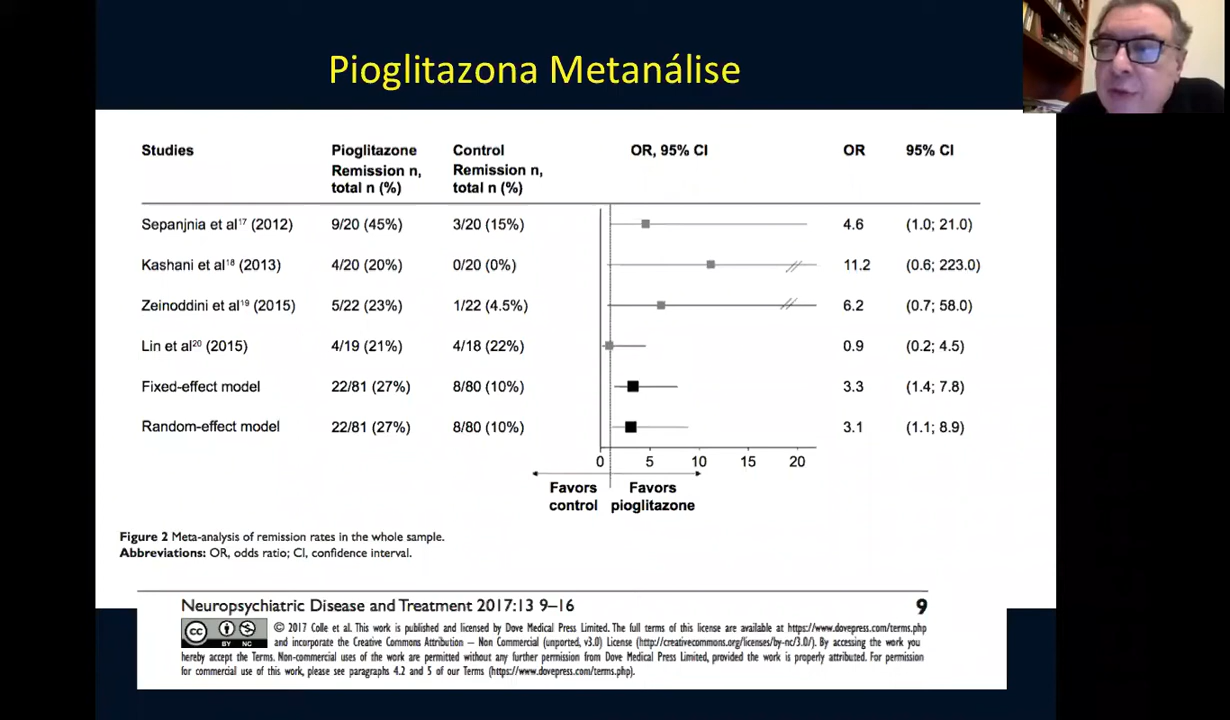 Pioglitazona Metanálise
Studies Pioglitazone Control OR, 95% CI OR 95% CI
Remission n, Remission n,
total n (%) total n (%)
Sepanjnia et al¹⁷ (2012) 9/20 (45%) 3/20 (15%) 4.6 (1.0; 21.0)
Kashani et al¹⁸ (2013) 4/20 (20%) 0/20 (0%) 11.2 (0.6; 223.0)
Zeinoddini et al¹⁹ (2015) 5/22 (23%) 1/22 (4.5%) 6.2 (0.7; 58.0)
Lin et al²⁰ (2015) 4/19 (21%) 4/18 (22%) 0.9 (0.2; 4.5)
Fixed-effect model 22/81 (27%) 8/80 (10%) 3.3 (1.4; 7.8)
Random-effect model 22/81 (27%) 8/80 (10%) 3.1 (1.1; 8.9)
0 5 10 15 20
Favors Favors
control pioglitazone
Figure 2 Meta-analysis of remission rates in the whole sample.
Abbreviations: OR, odds ratio; CI, confidence interval.
Neuropsychiatric Disease and Treatment 2017:13 9–16 9
cc BY NC © 2017 Colle et al. This work is published and licensed by Dove Medical Press Limited. The full terms of this license are available at https://www.dovepress.com/terms.php
and incorporate the Creative Commons Attribution – Non Commercial (unported, v3.0) License (http://creativecommons.org/licenses/by-nc/3.0/). By accessing the work you
hereby accept the Terms. Non-commercial uses of the work are permitted without any further permission from Dove Medical Press Limited, provided the work is properly attributed. For permission
for commercial use of this work, please see paragraphs 4.2 and 5 of our Terms (https://www.dovepress.com/terms.php).